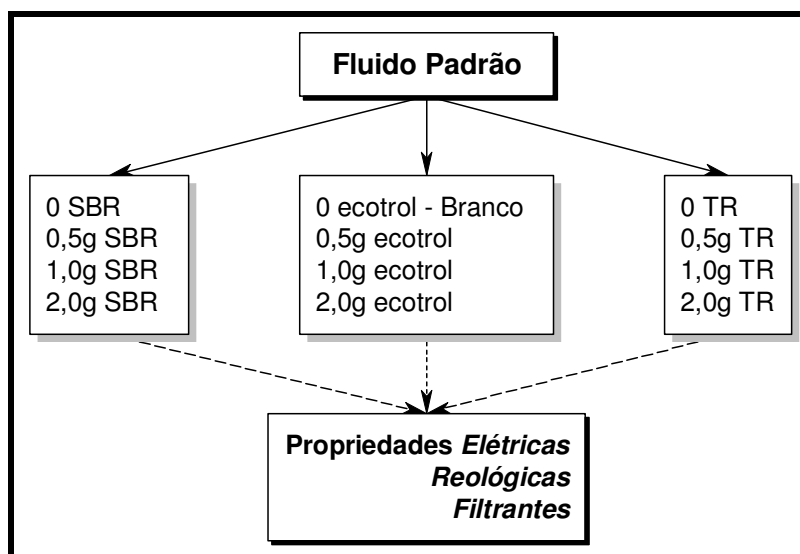 Fluido Padrão
0 SBR
0,5g SBR
1,0g SBR
2,0g SBR
0 ecotrol - Branco
0,5g ecotrol
1,0g ecotrol
2,0g ecotrol
0 TR
0,5g TR
1,0g TR
2,0g TR
Propriedades Elétricas
Reológicas
Filtrantes